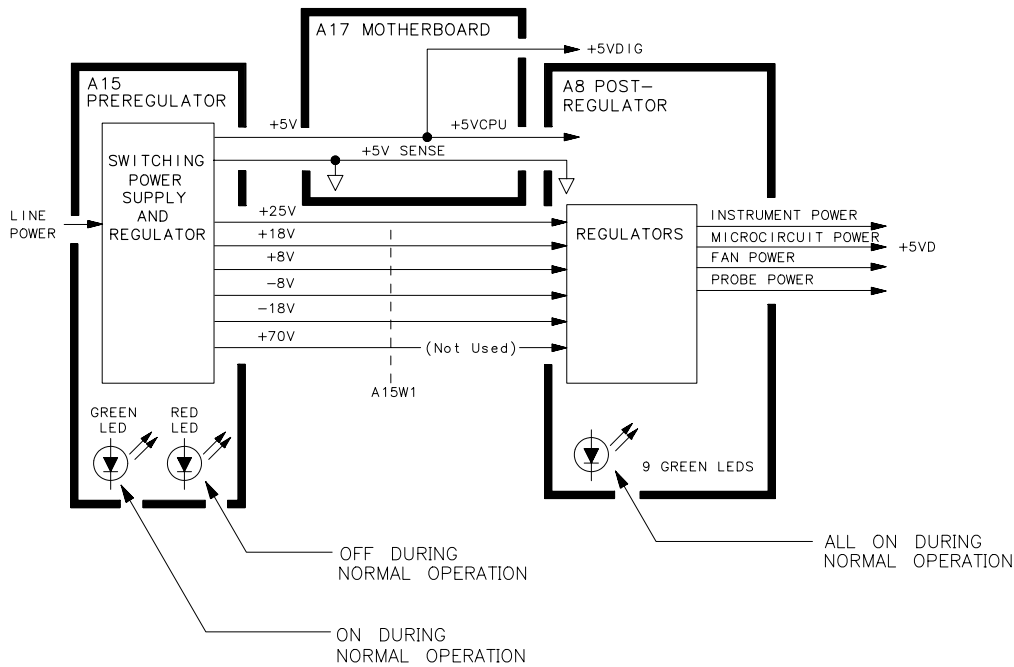 A17 MOTHERBOARD
+5VDIG
A15
PREREGULATOR
A8 POST-
REGULATOR
+5V
+5VCPU
+5V SENSE
SWITCHING
POWER
SUPPLY
AND
REGULATOR
LINE
POWER
+25V
+18V
+8V
-8V
-18V
+70V
(Not Used)
A15W1
REGULATORS
INSTRUMENT POWER
MICROCIRCUIT POWER
+5VD
FAN POWER
PROBE POWER
GREEN
LED
RED
LED
9 GREEN LEDS
OFF DURING
NORMAL OPERATION
ALL ON DURING
NORMAL OPERATION
ON DURING
NORMAL OPERATION